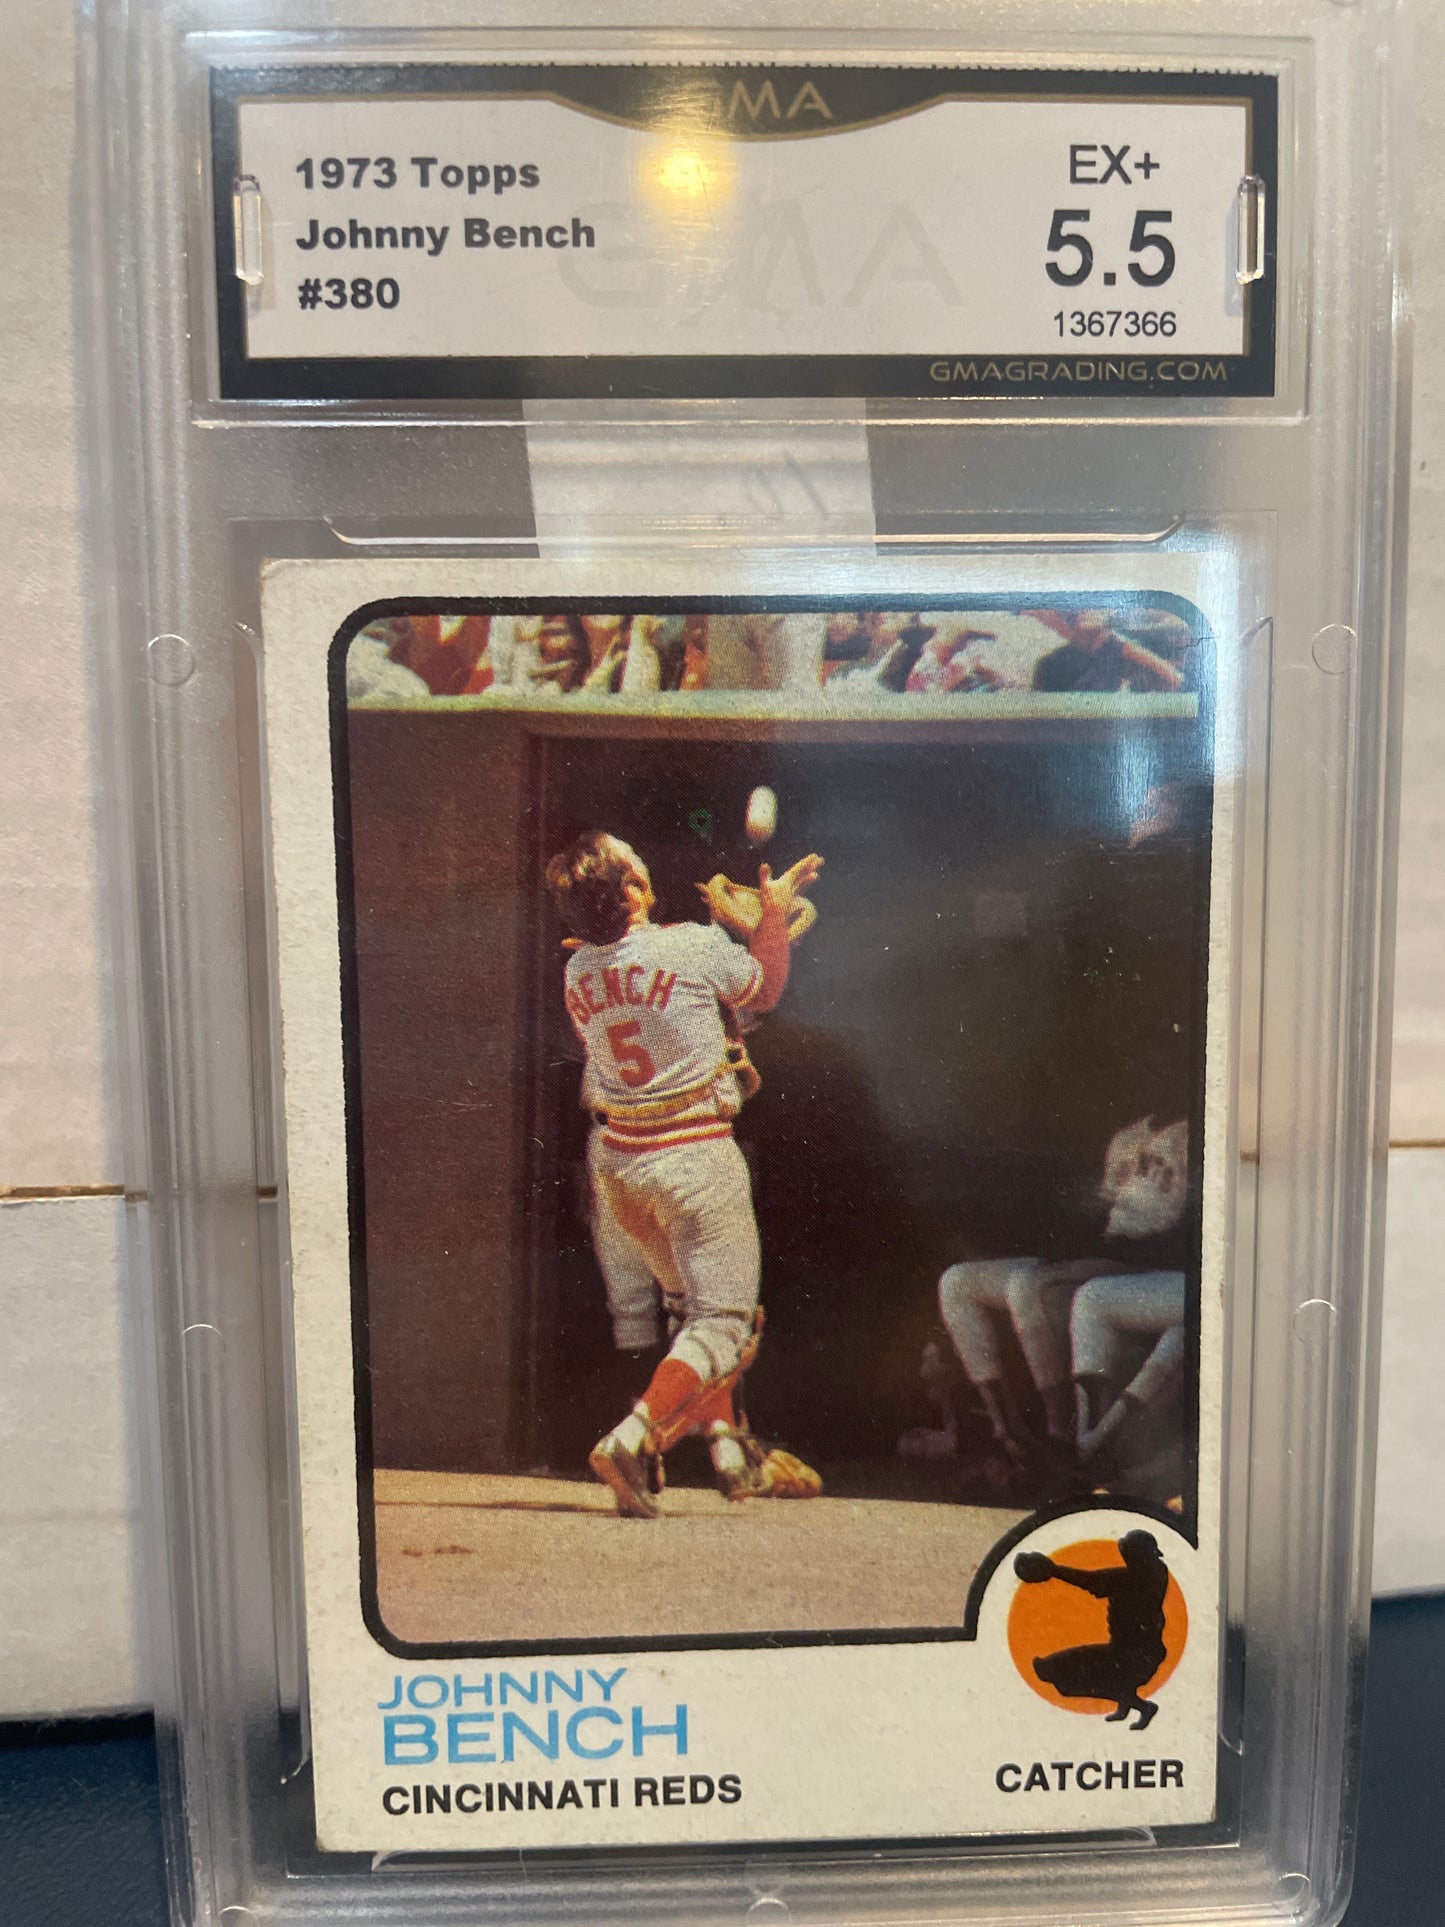 GMA
1973 Topps
Johnny Bench
#380
EX+
5.5
1367366
GMAGRADING.COM
BENCH
5
JOHNNY
BENCH
CINCINNATI REDS
CATCHER